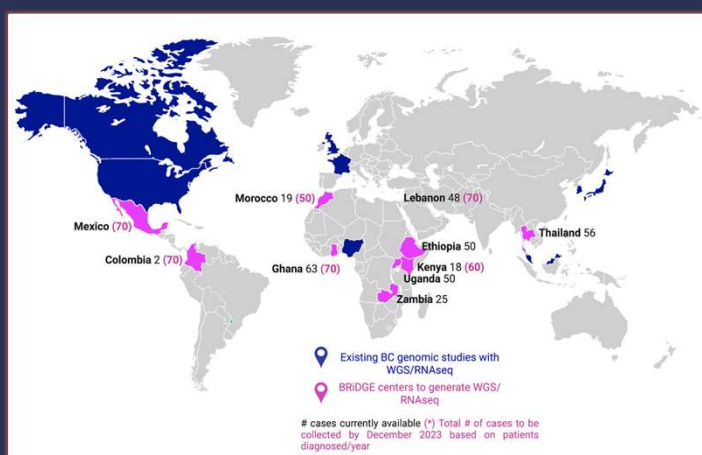 Morocco 19 (50)
Lebanon 48 (70)
Mexico (70)
Thailand 56
Ethiopia 50
Colombia 2 (70)
Ghana 63 (70)
Kenya 18 (60)
Uganda 50
Zambia 25
Existing BC genomic studies with
WGS/RNAseq
BRiDGE centers to generate WGS/
RNAseq
# cases currently available (*) Total # of cases to be
collected by December 2023 based on patients
diagnosed/year